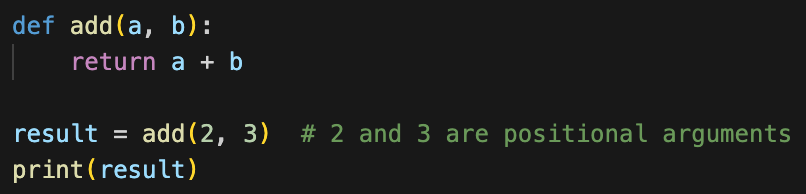 def add(a, b):
    return a + b

result = add(2, 3)  # 2 and 3 are positional arguments
print(result)